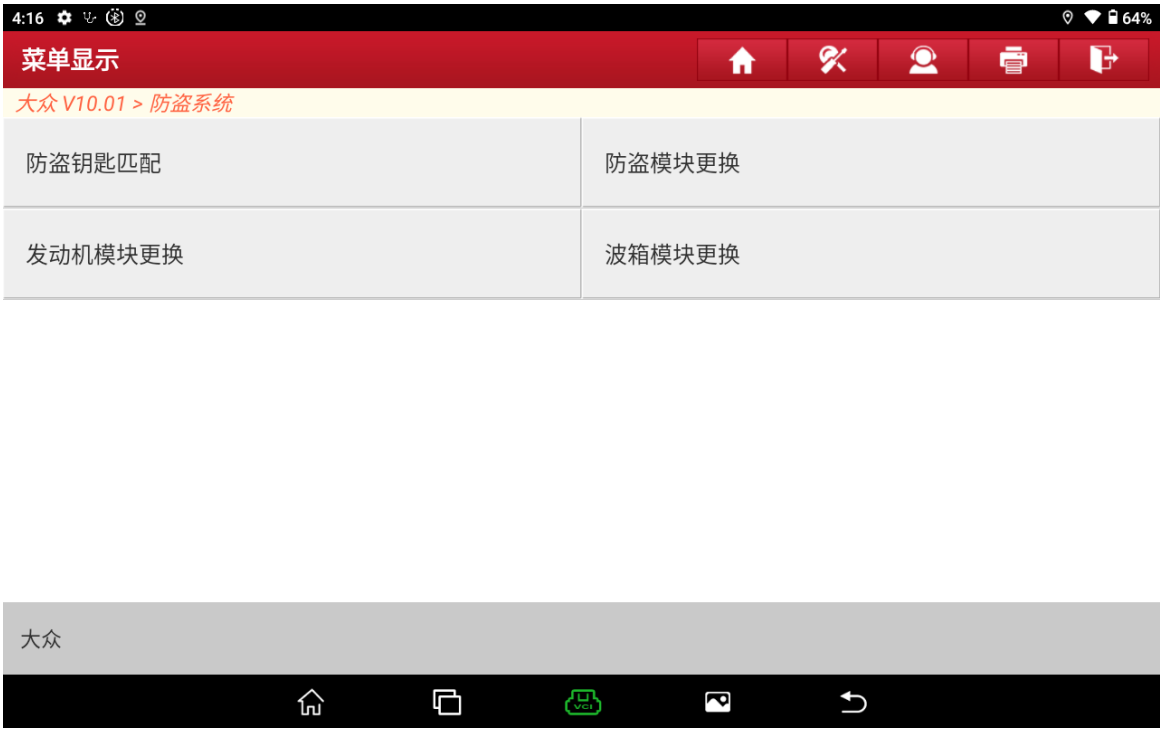 4:16 64%
菜单显示
大众 V10.01 > 防盗系统
防盗钥匙匹配 防盗模块更换
发动机模块更换 波箱模块更换
大众
VCI